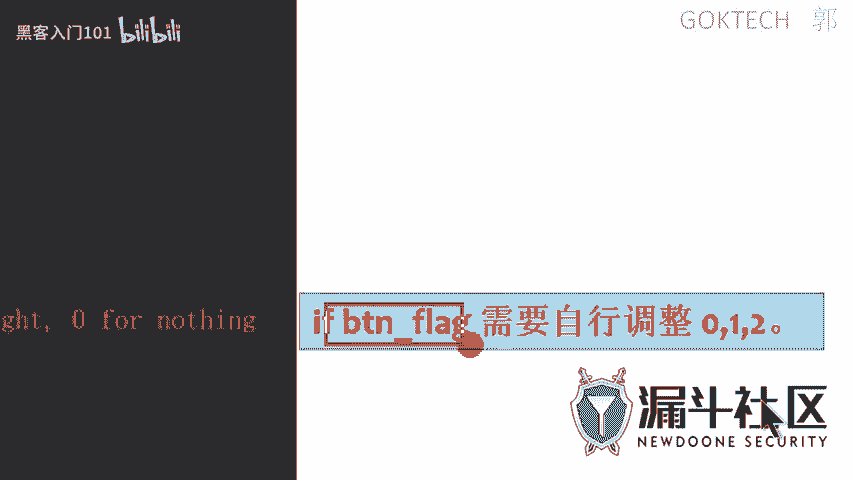 黑客入门101 bilibili
GOKTECH 郭
ght, 0 for nothing
if btn_flag 需要自行调整 0,1,2。
漏斗社区
NEWDOONE SECURITY